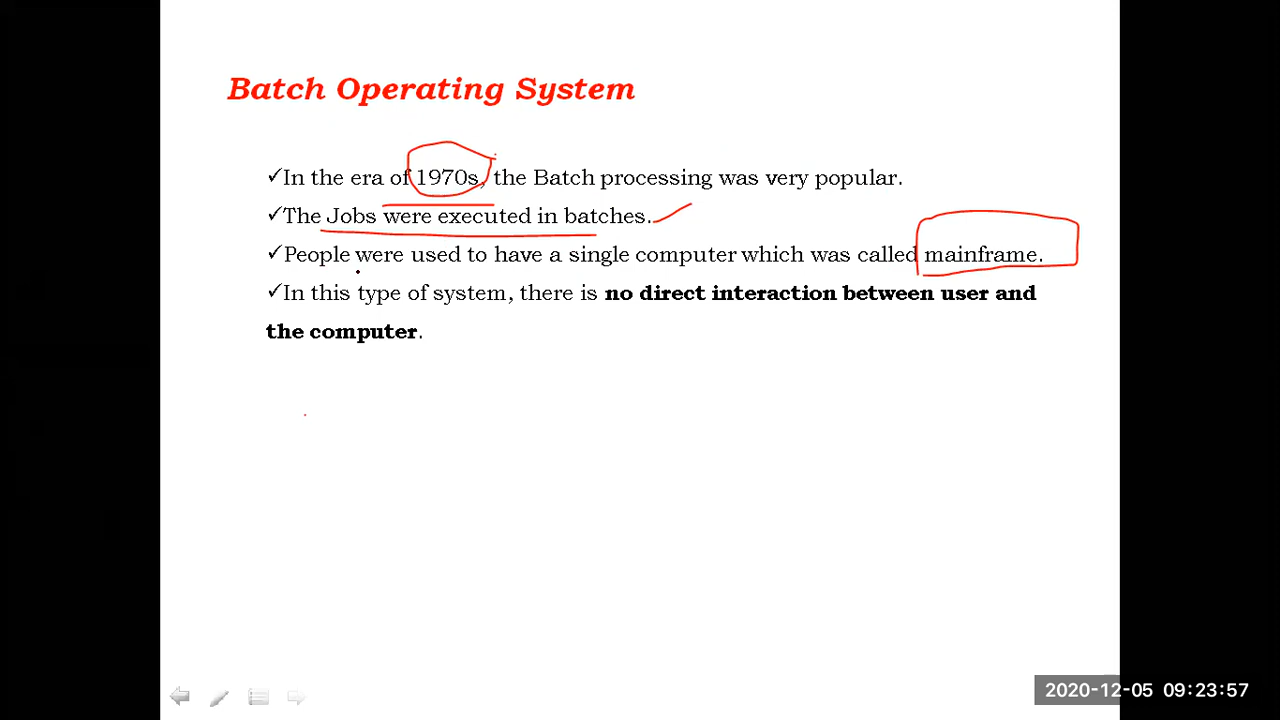 Batch Operating System
✓In the era of 1970s, the Batch processing was very popular.
✓The Jobs were executed in batches.
✓People were used to have a single computer which was called mainframe.
✓In this type of system, there is no direct interaction between user and
the computer.
2020-12-05 09:23:57